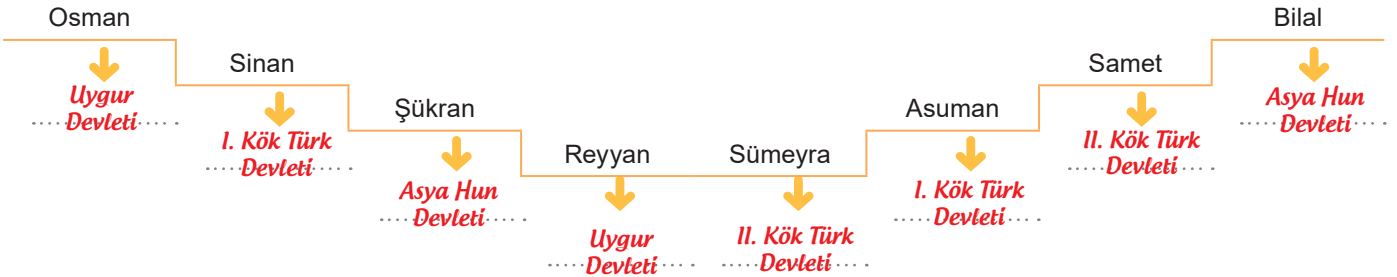 Osman
Uygur
Devleti
Sinan
I. Kök Türk
Devleti
Şükran
Asya Hun
Devleti
Reyyan
Uygur
Devleti
Sümeyra
II. Kök Türk
Devleti
Asuman
I. Kök Türk
Devleti
Samet
II. Kök Türk
Devleti
Bilal
Asya Hun
Devleti